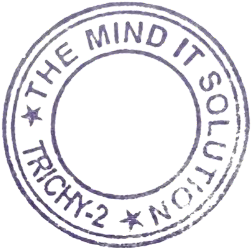 THE MIND IT SOLUTION
TRICHY-2